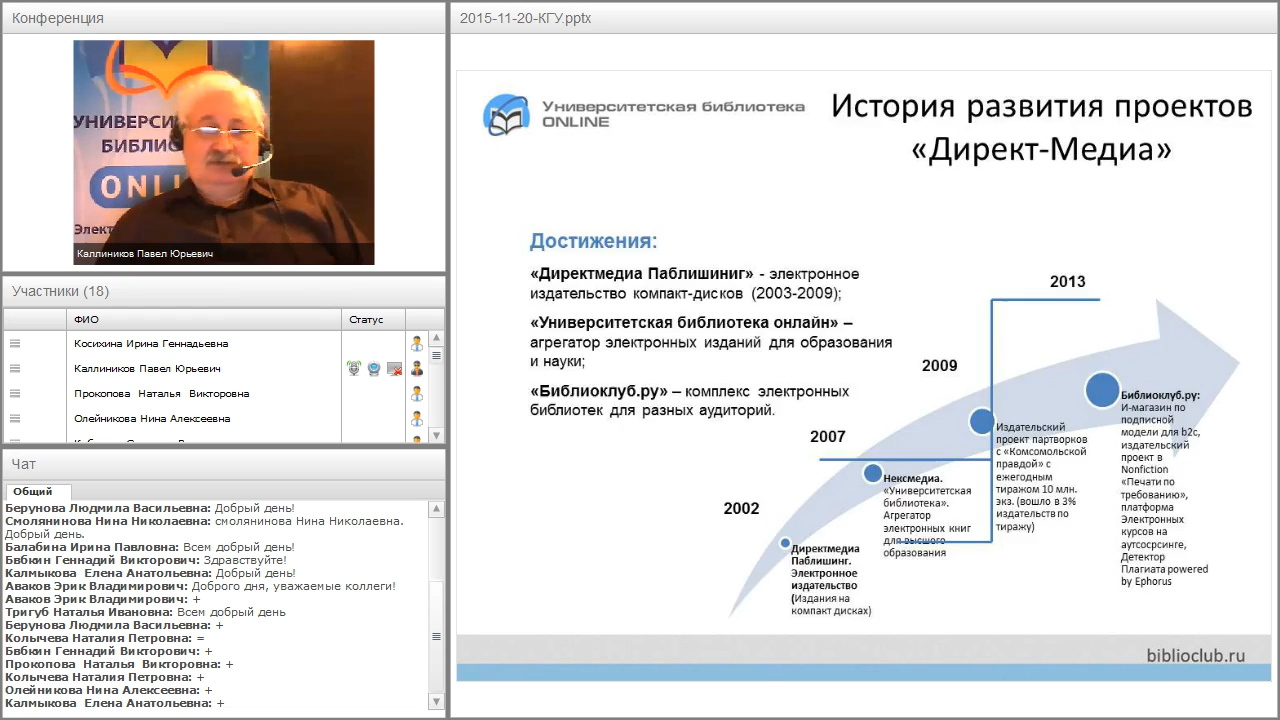 Конференция
УНИВЕРСИ
БИБЛИО
ONLI
Элект
Каллиников Павел Юрьевич
Участники (18)
ФИО
Статус
Косихина Ирина Геннадьевна
Каллиников Павел Юрьевич
Прокопова Наталья Викторовна
Олейникова Нина Алексеевна
Чат
Общий
Берунова Людмила Васильевна: Добрый день!
Смолянинова Нина Николаевна: смолянинова Нина Николаевна.
Добрый день.
Балабина Ирина Павловна: Всем добрый день!
Бвбкин Геннадий Викторович: Здравствуйте!
Калмыкова Елена Анатольевна: Добрый день!
Аваков Эрик Владимирович: Доброго дня, уважаемые коллеги!
Аваков Эрик Владимирович: +
Тригуб Наталья Ивановна: Всем добрый день
Берунова Людмила Васильевна: +
Колычева Наталия Петровна: =
Бвбкин Геннадий Викторович: +
Прокопова Наталья Викторовна: +
Колычева Наталия Петровна: +
Олейникова Нина Алексеевна: +
Калмыкова Елена Анатольевна: +
2015-11-20-КГУ.pptx
Университетская библиотека
ONLINE
История развития проектов
«Директ-Медиа»
Достижения:
«Директмедиа Паблишиниг» - электронное
издательство компакт-дисков (2003-2009);
«Университетская библиотека онлайн» –
агрегатор электронных изданий для образования
и науки;
«Библиоклуб.ру» – комплекс электронных
библиотек для разных аудиторий.
2002
Директмедиа
Паблишинг.
Электронное
издательство
(Издания на
компакт дисках)
2007
Нексмедиа.
«Университетская
библиотека».
Агрегатор
электронных книг
для высшего
образования
2009
Издательский
проект партворков
с «Комсомольской
правдой» с
ежегодным
тиражом 10 млн.
экз. (вошло в 3%
издательств по
тиражу)
2013
Библиоклуб.ру:
И-магазин по
подписной
модели для b2c,
издательский
проект в
Nonfiction
«Печати по
требованию»,
платформа
Электронных
курсов на
аутсосрсинге,
Детектор
Плагиата powered
by Ephorus
biblioclub.ru